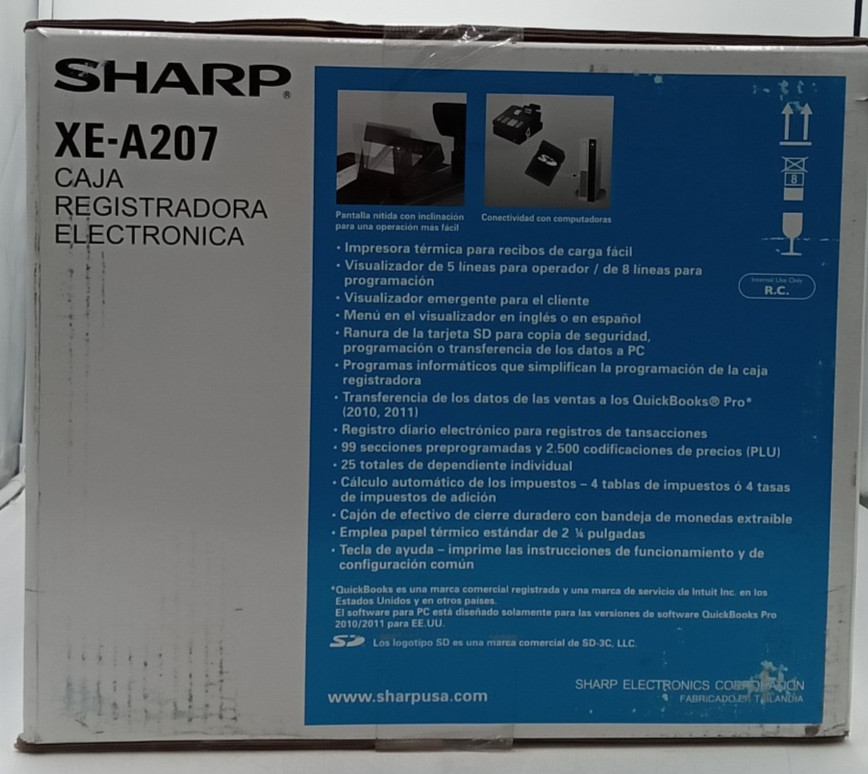 SHARP®
XE-A207
CAJA
REGISTRADORA
ELECTRONICA
Pantalla nítida con inclinación
para una operación más fácil
Conectividad con computadoras
8
Internal Use Only
R.C.
• Impresora térmica para recibos de carga fácil
• Visualizador de 5 líneas para operador / de 8 líneas para
programación
• Visualizador emergente para el cliente
• Menú en el visualizador en inglés o en español
• Ranura de la tarjeta SD para copia de seguridad,
programación o transferencia de los datos a PC
• Programas informáticos que simplifican la programación de la caja
registradora
• Transferencia de los datos de las ventas a los QuickBooks® Pro*
(2010, 2011)
• Registro diario electrónico para registros de tansacciones
• 99 secciones preprogramadas y 2.500 codificaciones de precios (PLU)
• 25 totales de dependiente individual
• Cálculo automático de los impuestos – 4 tablas de impuestos ó 4 tasas
de impuestos de adición
• Cajón de efectivo de cierre duradero con bandeja de monedas extraíble
• Emplea papel térmico estándar de 2 ¼ pulgadas
• Tecla de ayuda – imprime las instrucciones de funcionamiento y de
configuración común
*QuickBooks es una marca comercial registrada y una marca de servicio de Intuit Inc. en los
Estados Unidos y en otros países.
El software para PC está diseñado solamente para las versiones de software QuickBooks Pro
2010/2011 para EE.UU.
SD Los logotipo SD es una marca comercial de SD-3C, LLC.
www.sharpusa.com
SHARP ELECTRONICS CORPORATION
FABRICADO EN TAILANDIA